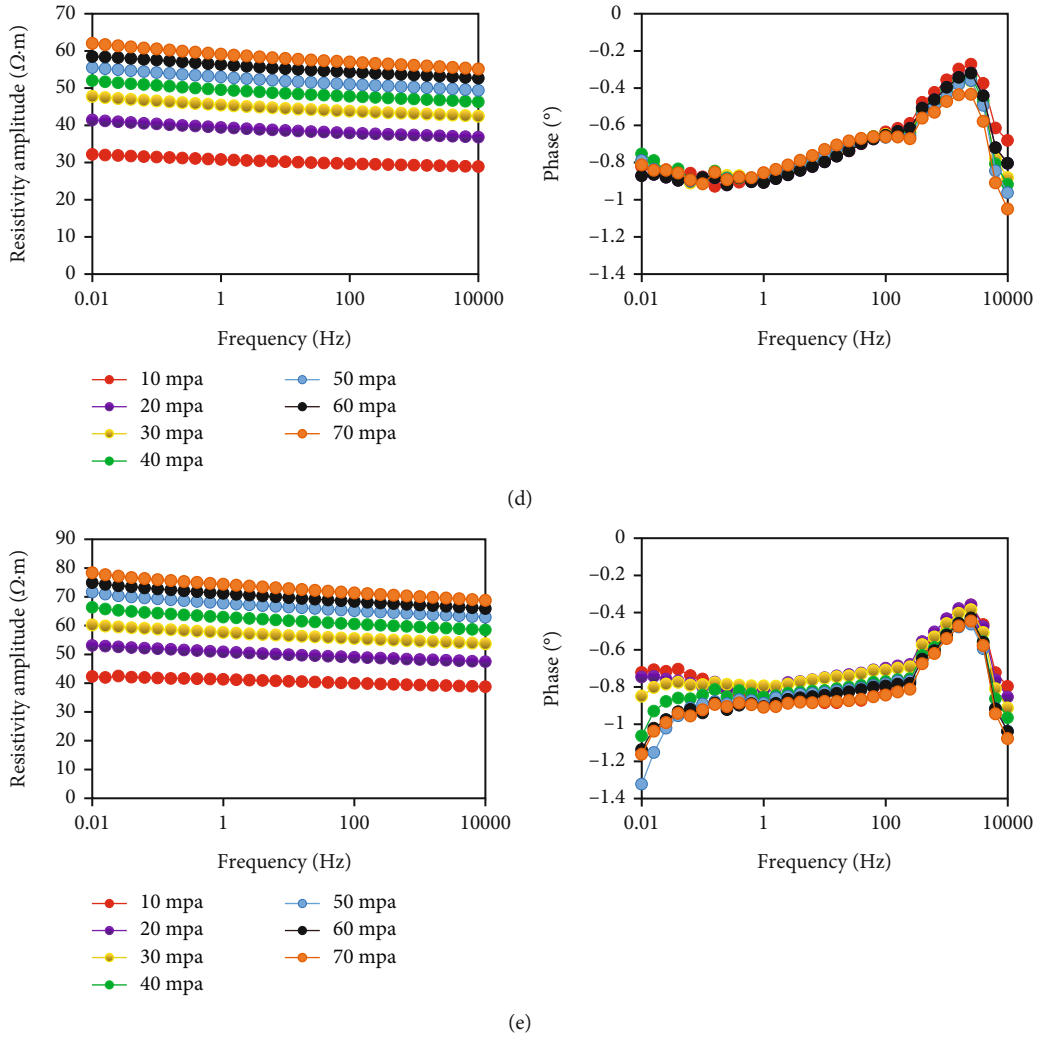 70
60
50
40
30
20
10
0
Resistivity amplitude (Ω·m)
0.01
1
100
10000
Frequency (Hz)
0
−0.2
−0.4
−0.6
−0.8
−1
−1.2
−1.4
Phase (°)
0.01
1
100
10000
Frequency (Hz)
10 mpa
20 mpa
30 mpa
40 mpa
50 mpa
60 mpa
70 mpa
(d)
90
80
70
60
50
40
30
20
10
0
Resistivity amplitude (Ω·m)
0.01
1
100
10000
Frequency (Hz)
0
−0.2
−0.4
−0.6
−0.8
−1
−1.2
−1.4
Phase (°)
0.01
1
100
10000
Frequency (Hz)
10 mpa
20 mpa
30 mpa
40 mpa
50 mpa
60 mpa
70 mpa
(e)